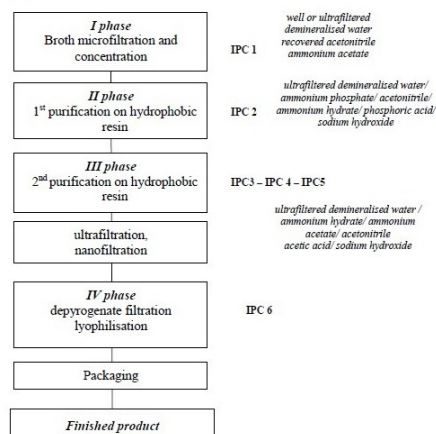 I phase
Broth microfiltration and
concentration
IPC 1
well or ultrafiltered
demineralised water
recovered acetonitrile
ammonium acetate
II phase
1st purification on hydrophobic
resin
IPC 2
ultrafiltered demineralised water/
ammonium phosphate/ acetonitrile/
ammonium hydrate/ phosphoric acid/
sodium hydroxide
III phase
2nd purification on hydrophobic
resin
IPC3 – IPC 4 – IPC5
ultrafiltration,
nanofiltration
ultrafiltered demineralised water /
ammonium hydrate/ ammonium
acetate/ acetonitrile
acetic acid/ sodium hydroxide
IV phase
depyrogenate filtration
lyophilisation
IPC 6
Packaging
Finished product